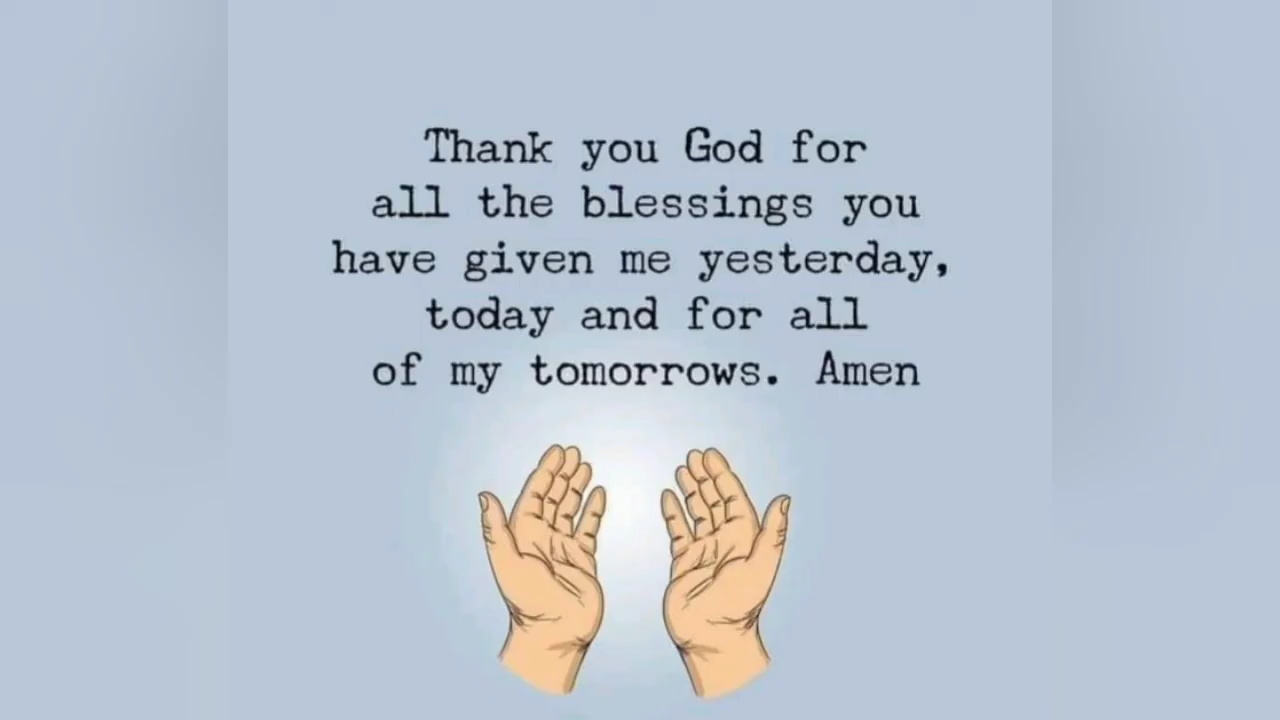 Thank you God for
all the blessings you
have given me yesterday,
today and for all
of my tomorrows. Amen